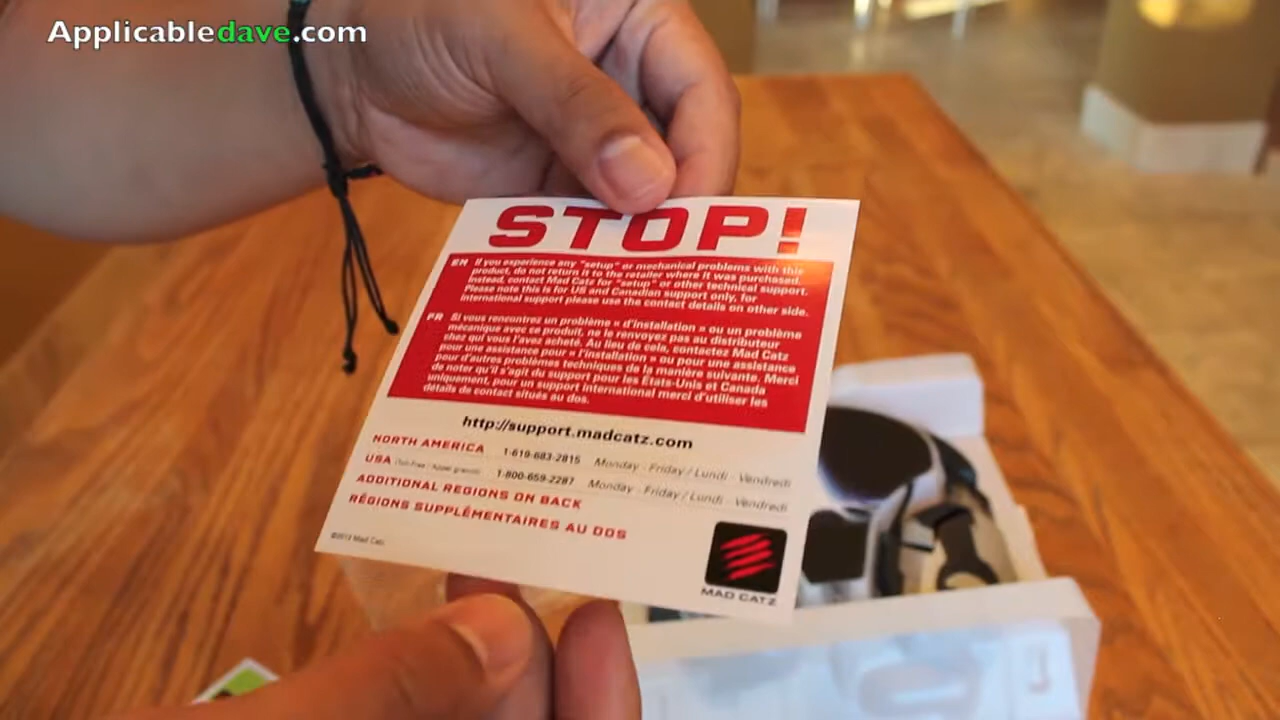 Applicabledave.com
STOP!
EN If you experience any "setup" or mechanical problems with this
product, do not return it to the retailer where it was purchased.
Instead, contact Mad Catz for "setup" or other technical support.
Please note this is for US and Canadian support only, for
international support please use the contact details on other side.
FR Si vous rencontrez un problème « d'installation » ou un problème
mécanique avec ce produit, ne le renvoyez pas au distributeur
chez qui vous l'avez acheté. Au lieu de cela, contactez Mad Catz
pour une assistance pour « l'installation » ou pour une assistance
pour d'autres problèmes techniques de la manière suivante. Merci
de noter qu'il s'agit du support pour les États-Unis et Canada
uniquement, pour un support international merci d'utiliser les
détails de contact situés au dos.
http://support.madcatz.com
NORTH AMERICA 1-619-683-2815 Monday - Friday / Lundi - Vendredi
USA (Toll-Free / Appel gratuit) 1-800-659-2287 Monday - Friday / Lundi - Vendredi
ADDITIONAL REGIONS ON BACK
RÉGIONS SUPPLÉMENTAIRES AU DOS
Mad Catz
MAD CATZ